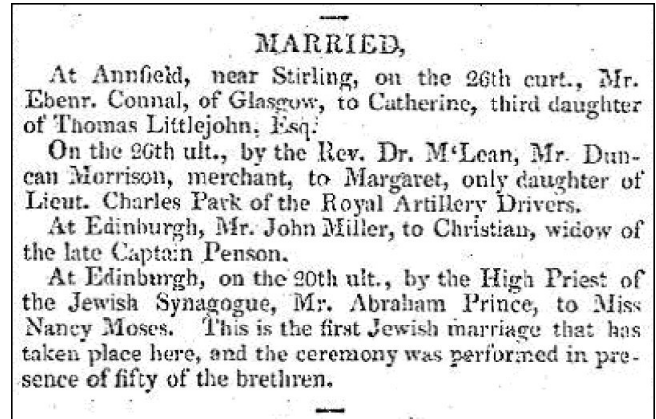 MARRIED,
At Annfield, near Stirling, on the 26th curt., Mr.
Ebenr. Connal, of Glasgow, to Catherine, third daughter
of Thomas Littlejohn, Esq.
On the 26th ult., by the Rev. Dr. M‘Lean, Mr. Dun-
can Morrison, merchant, to Margaret, only daughter of
Lieut. Charles Park of the Royal Artillery Drivers.
At Edinburgh, Mr. John Miller, to Christian, widow of
the late Captain Penson.
At Edinburgh, on the 20th ult., by the High Priest of
the Jewish Synagogue, Mr. Abraham Prince, to Miss
Nancy Moses. This is the first Jewish marriage that has
taken place here, and the ceremony was performed in pre-
sence of fifty of the brethren.